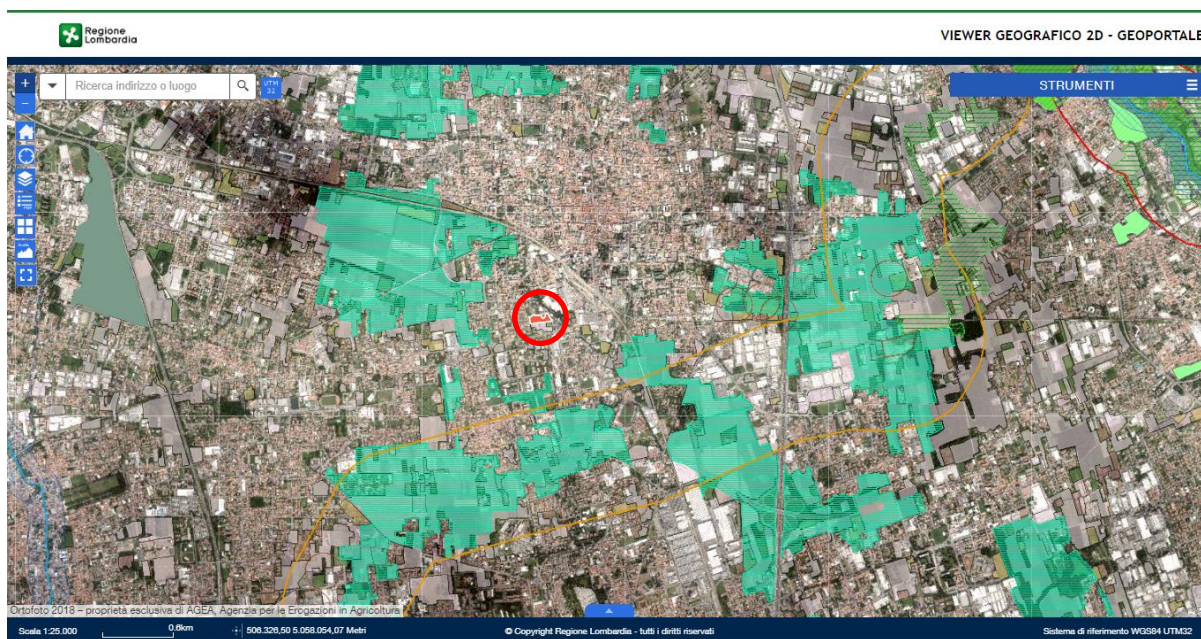 Regione
Lombardia
VIEWER GEOGRAFICO 2D - GEOPORTALE
+
Ricerca indirizzo o luogo
UTM
32
STRUMENTI
−
Ortofoto 2018 – proprietà esclusiva di AGEA, Agenzia per le Erogazioni in Agricoltura
Scala 1:25.000
0.6km
506.326,50 5.058.054,07 Metri
© Copyright Regione Lombardia - tutti i diritti riservati
Sistema di riferimento WGS84 UTM32